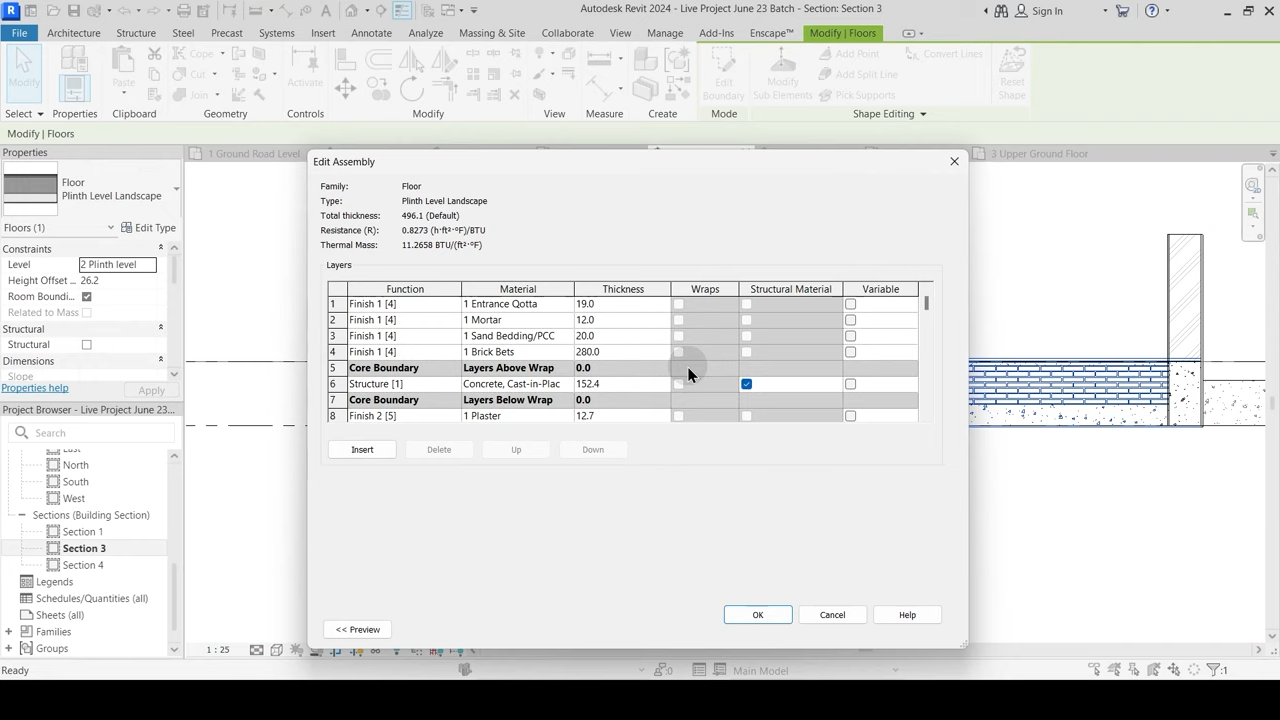 Autodesk Revit 2024 - Live Project June 23 Batch - Section: Section 3
Sign In
File Architecture Structure Steel Precast Systems Insert Annotate Analyze Massing & Site Collaborate View Manage Add-Ins Enscape™ Modify | Floors
Modify
Paste
Cope
Cut
Join
Activate
Edit
Boundary
Modify
Sub Elements
Add Point
Add Split Line
Pick Supports
Convert Lines
Reset
Shape
Select Properties Clipboard Geometry Controls Modify View Measure Create Mode Shape Editing
Modify | Floors
Properties
Floor
Plinth Level Landscape
Floors (1)
Edit Type
Constraints
Level 2 Plinth level
Height Offset ... 26.2
Room Boundi...
Related to Mass
Structural
Structural
Dimensions
Slope
Properties help
Apply
Project Browser - Live Project June 23...
Search
East
North
South
West
Sections (Building Section)
Section 1
Section 3
Section 4
Legends
Schedules/Quantities (all)
Sheets (all)
Families
Groups
1 Ground Road Level
3 Upper Ground Floor
Edit Assembly
Family: Floor
Type: Plinth Level Landscape
Total thickness: 496.1 (Default)
Resistance (R): 0.8273 (h·ft²·°F)/BTU
Thermal Mass: 11.2658 BTU/(ft²·°F)
Layers
Function Material Thickness Wraps Structural Material Variable
1 Finish 1 [4] 1 Entrance Qotta 19.0
2 Finish 1 [4] 1 Mortar 12.0
3 Finish 1 [4] 1 Sand Bedding/PCC 20.0
4 Finish 1 [4] 1 Brick Bets 280.0
5 Core Boundary Layers Above Wrap 0.0
6 Structure [1] Concrete, Cast-in-Plac 152.4
7 Core Boundary Layers Below Wrap 0.0
8 Finish 2 [5] 1 Plaster 12.7
Insert Delete Up Down
OK Cancel Help
<< Preview
1 : 25
Ready
:0
Main Model
:1